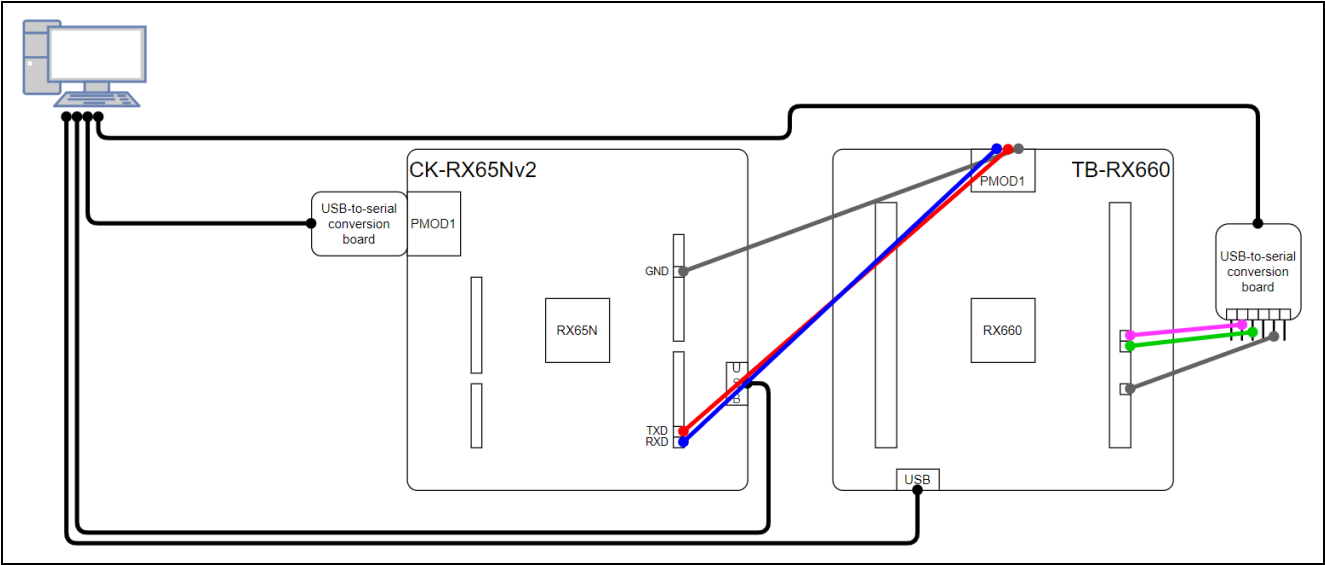 CK-RX65Nv2
TB-RX660
USB-to-serial
conversion
board
PMOD1
PMOD1
GND
RX65N
U
S
B
TXD
RXD
RX660
USB
USB-to-serial
conversion
board